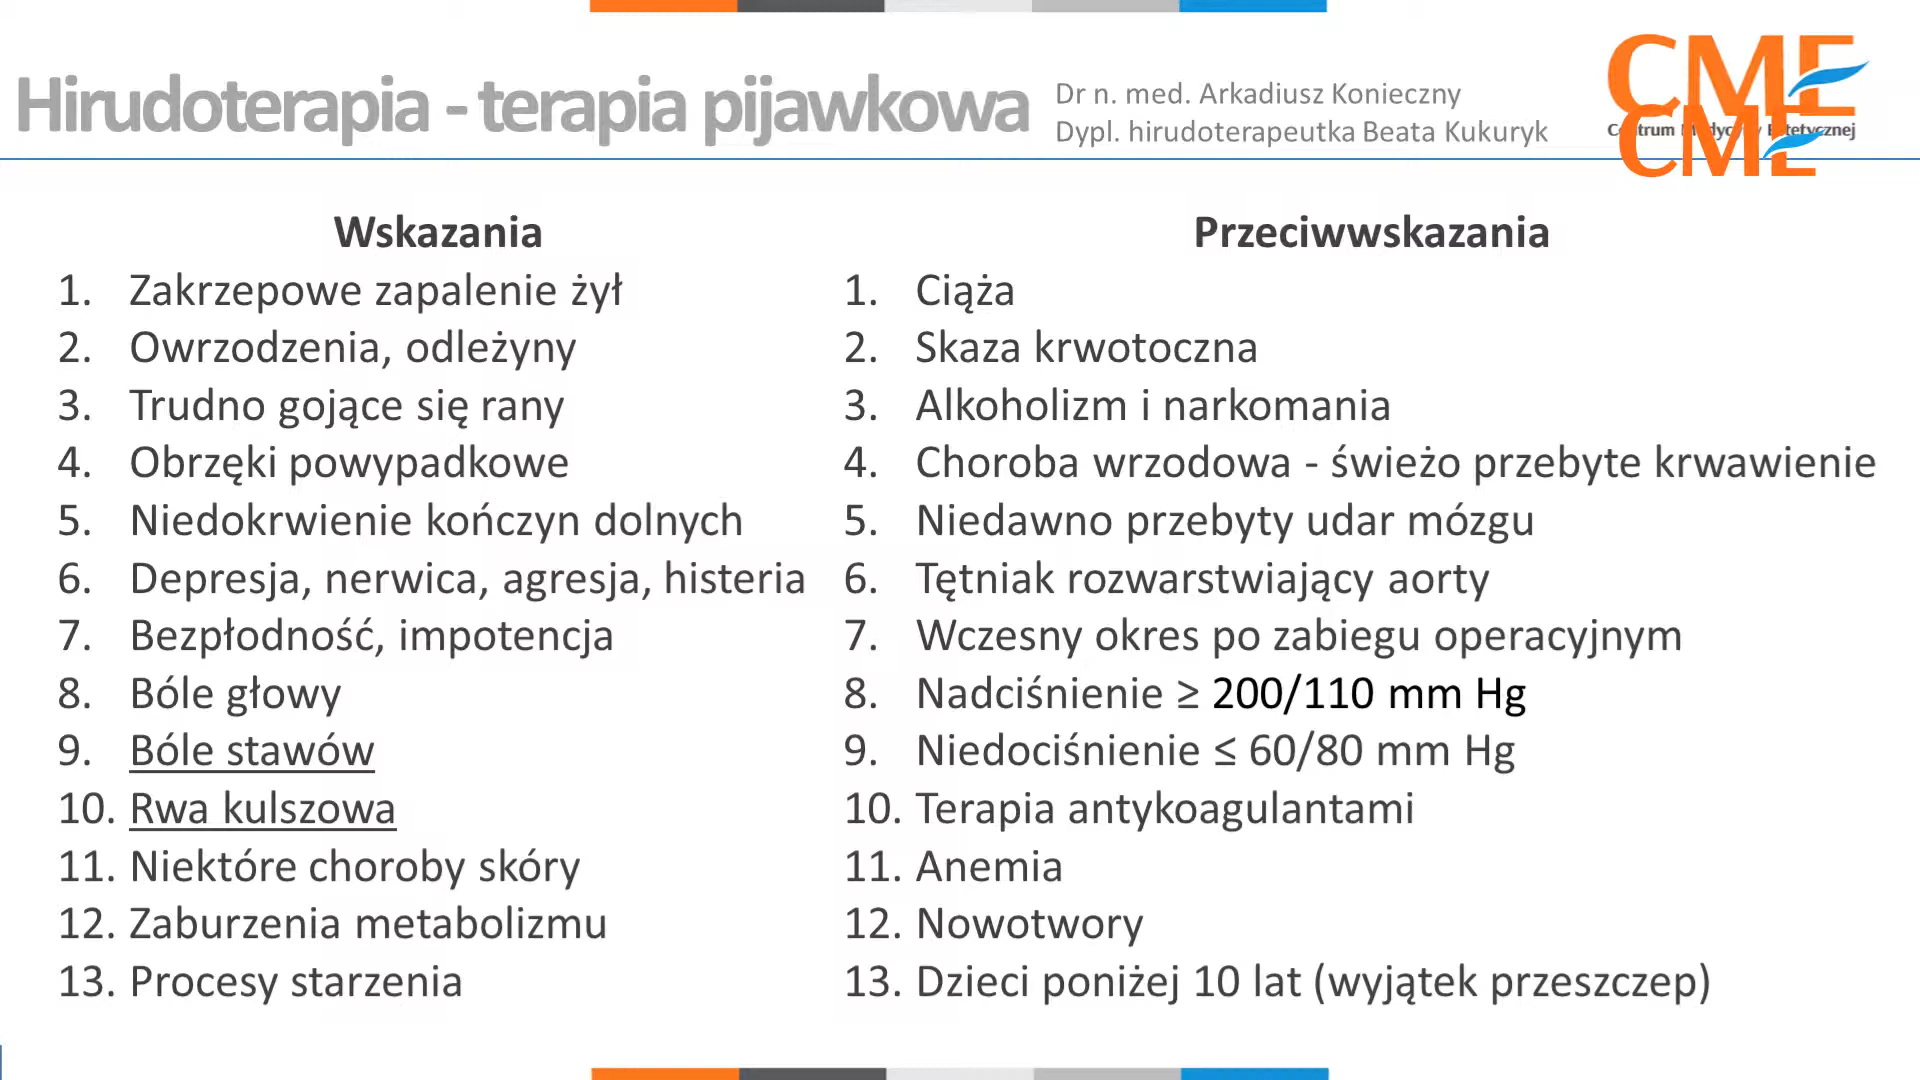 Hirudoterapia - terapia pijawkowa
Dr n. med. Arkadiusz Konieczny
Dypl. hirudoterapeutka Beata Kukuryk
CME
Centrum Medycyny Estetycznej
CME
Wskazania
1. Zakrzepowe zapalenie żył
2. Owrzodzenia, odleżyny
3. Trudno gojące się rany
4. Obrzęki powypadkowe
5. Niedokrwienie kończyn dolnych
6. Depresja, nerwica, agresja, histeria
7. Bezpłodność, impotencja
8. Bóle głowy
9. Bóle stawów
10. Rwa kulszowa
11. Niektóre choroby skóry
12. Zaburzenia metabolizmu
13. Procesy starzenia
Przeciwwskazania
1. Ciąża
2. Skaza krwotoczna
3. Alkoholizm i narkomania
4. Choroba wrzodowa - świeżo przebyte krwawienie
5. Niedawno przebyty udar mózgu
6. Tętniak rozwarstwiający aorty
7. Wczesny okres po zabiegu operacyjnym
8. Nadciśnienie ≥ 200/110 mm Hg
9. Niedociśnienie ≤ 60/80 mm Hg
10. Terapia antykoagulantami
11. Anemia
12. Nowotwory
13. Dzieci poniżej 10 lat (wyjątek przeszczep)